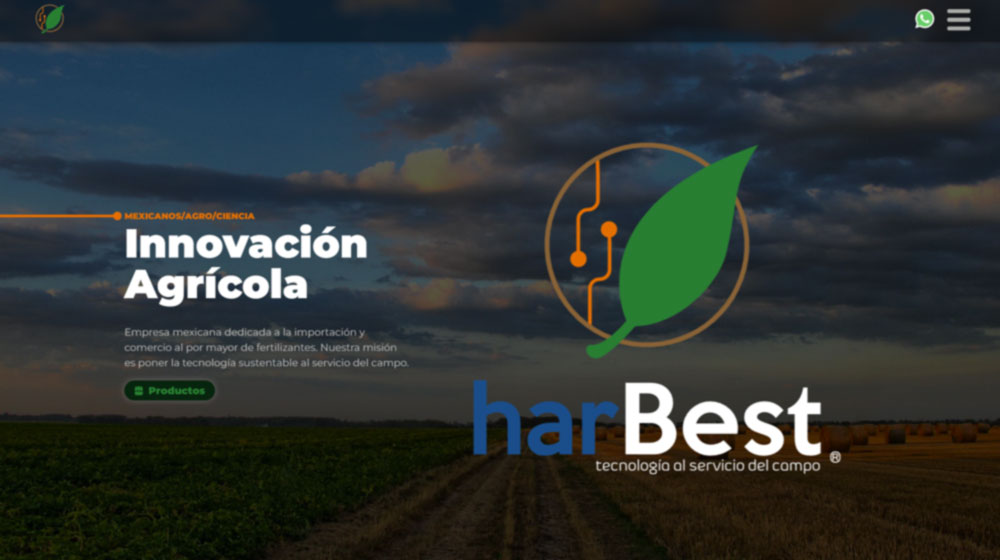 MEXICANOS/AGRO/CIENCIA
Innovación
Agrícola
Empresa mexicana dedicada a la importación y
comercio al por mayor de fertilizantes. Nuestra misión
es poner la tecnología sustentable al servicio del campo.
Productos
harBest®
tecnología al servicio del campo